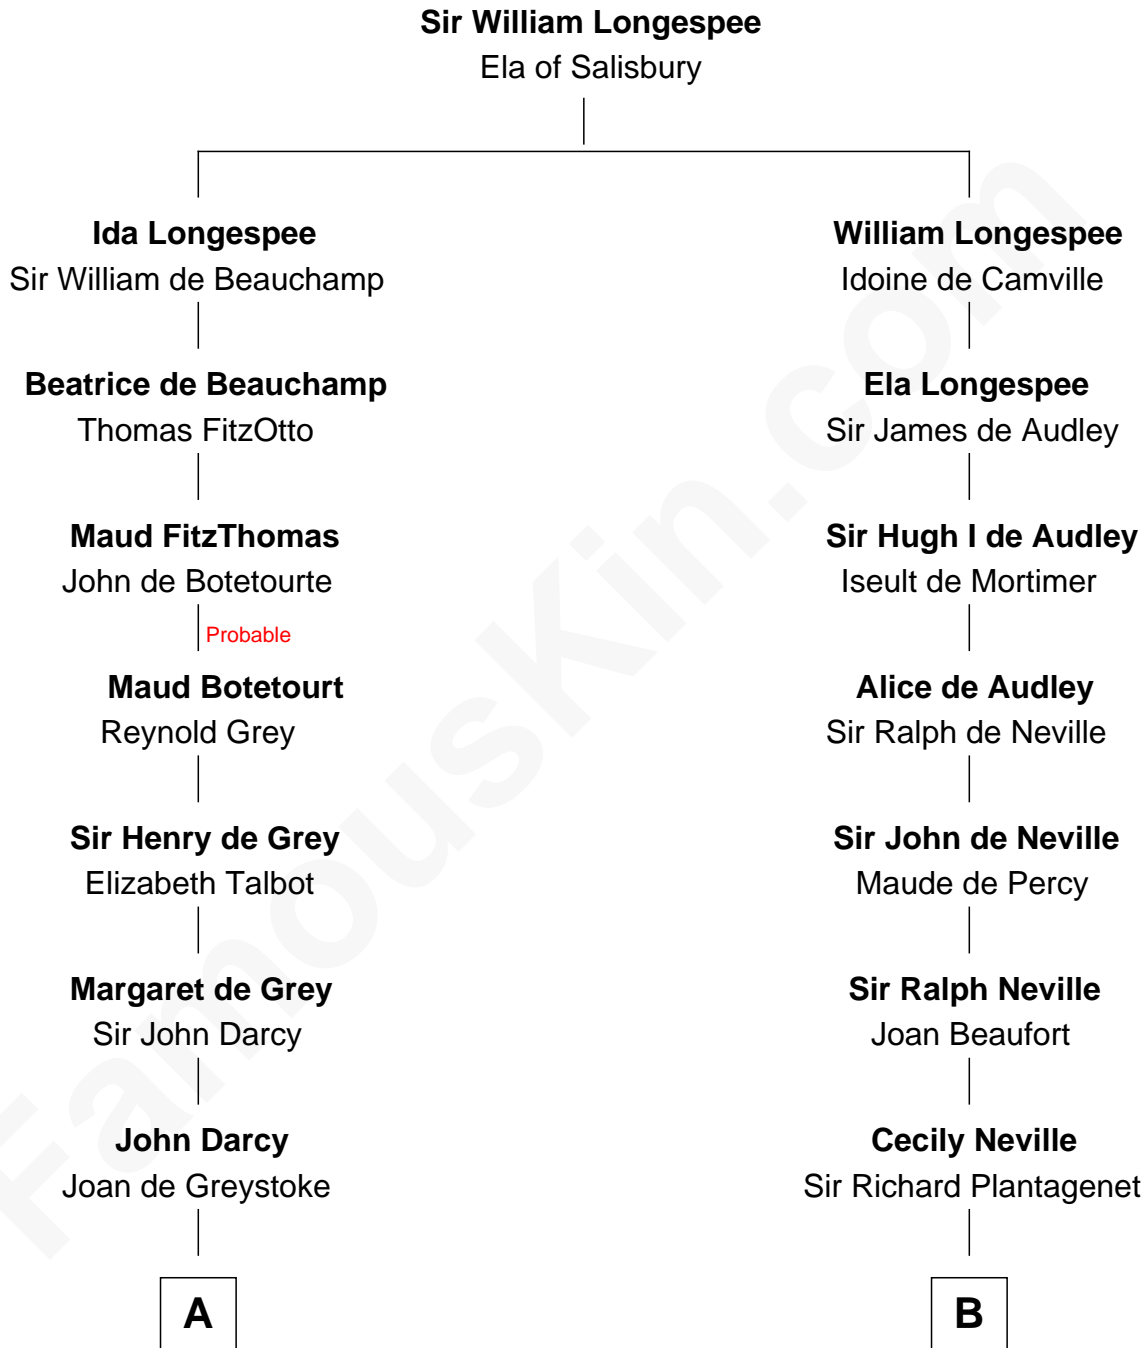 Sir William Longespee
Ela of Salisbury
Ida Longespee
Sir William de Beauchamp
Beatrice de Beauchamp
Thomas FitzOtto
Maud FitzThomas
John de Botetourte
Probable
Maud Botetourt
Reynold Grey
Sir Henry de Grey
Elizabeth Talbot
Margaret de Grey
Sir John Darcy
John Darcy
Joan de Greystoke
A
William Longespee
Idoine de Camville
Ela Longespee
Sir James de Audley
Sir Hugh I de Audley
Iseult de Mortimer
Alice de Audley
Sir Ralph de Neville
Sir John de Neville
Maude de Percy
Sir Ralph Neville
Joan Beaufort
Cecily Neville
Sir Richard Plantagenet
B
FamousKin.com